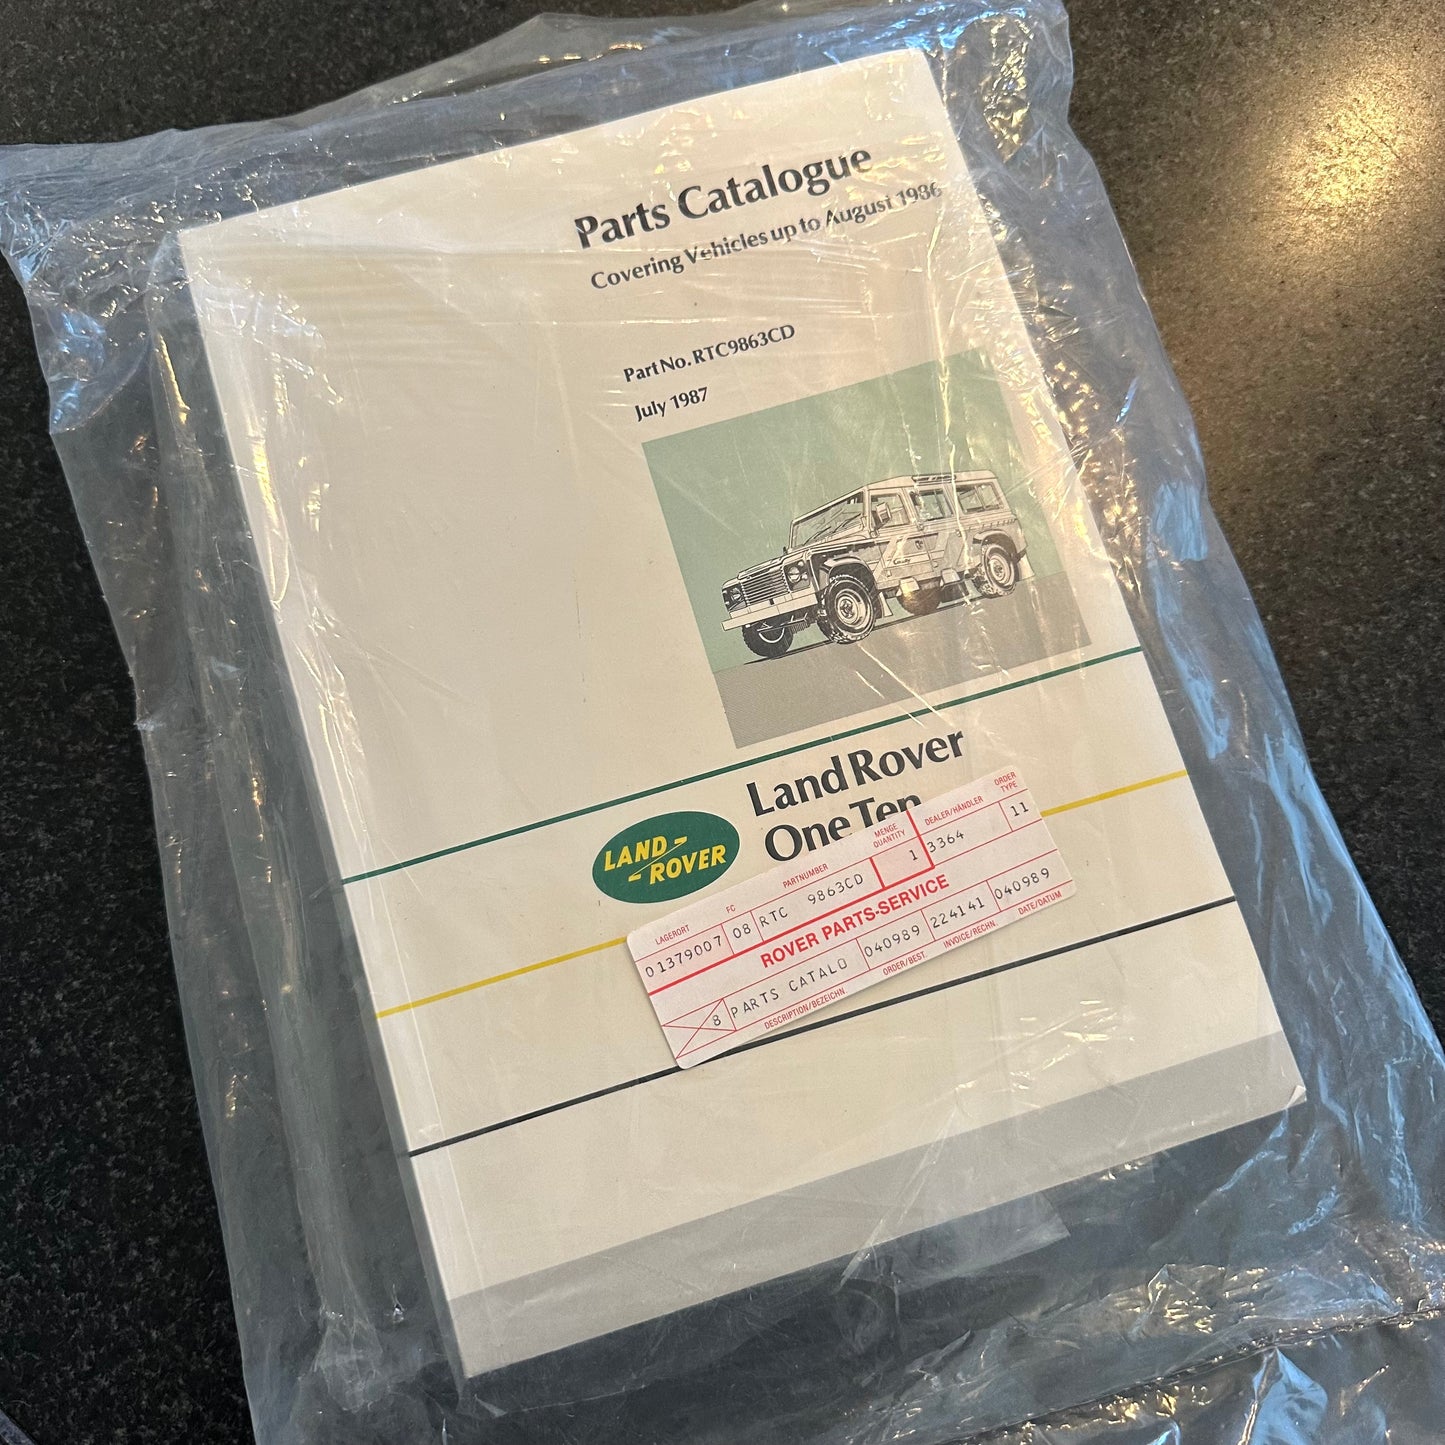 Parts Catalogue
Covering Vehicles up to August 1986
Part No. RTC9863CD
July 1987
Land Rover
One Ten
LAND
ROVER
LAGERORT FC PARTNUMBER MENGE QUANTITY DEALER/HÄNDLER ORDER TYPE
01379007 08 RTC 9863CD 1 3364 11
ROVER PARTS-SERVICE
8 PARTS CATALO 040989 224141 040989
DESCRIPTION/BEZEICHN. ORDER/BEST. INVOICE/RECHN. DATE/DATUM